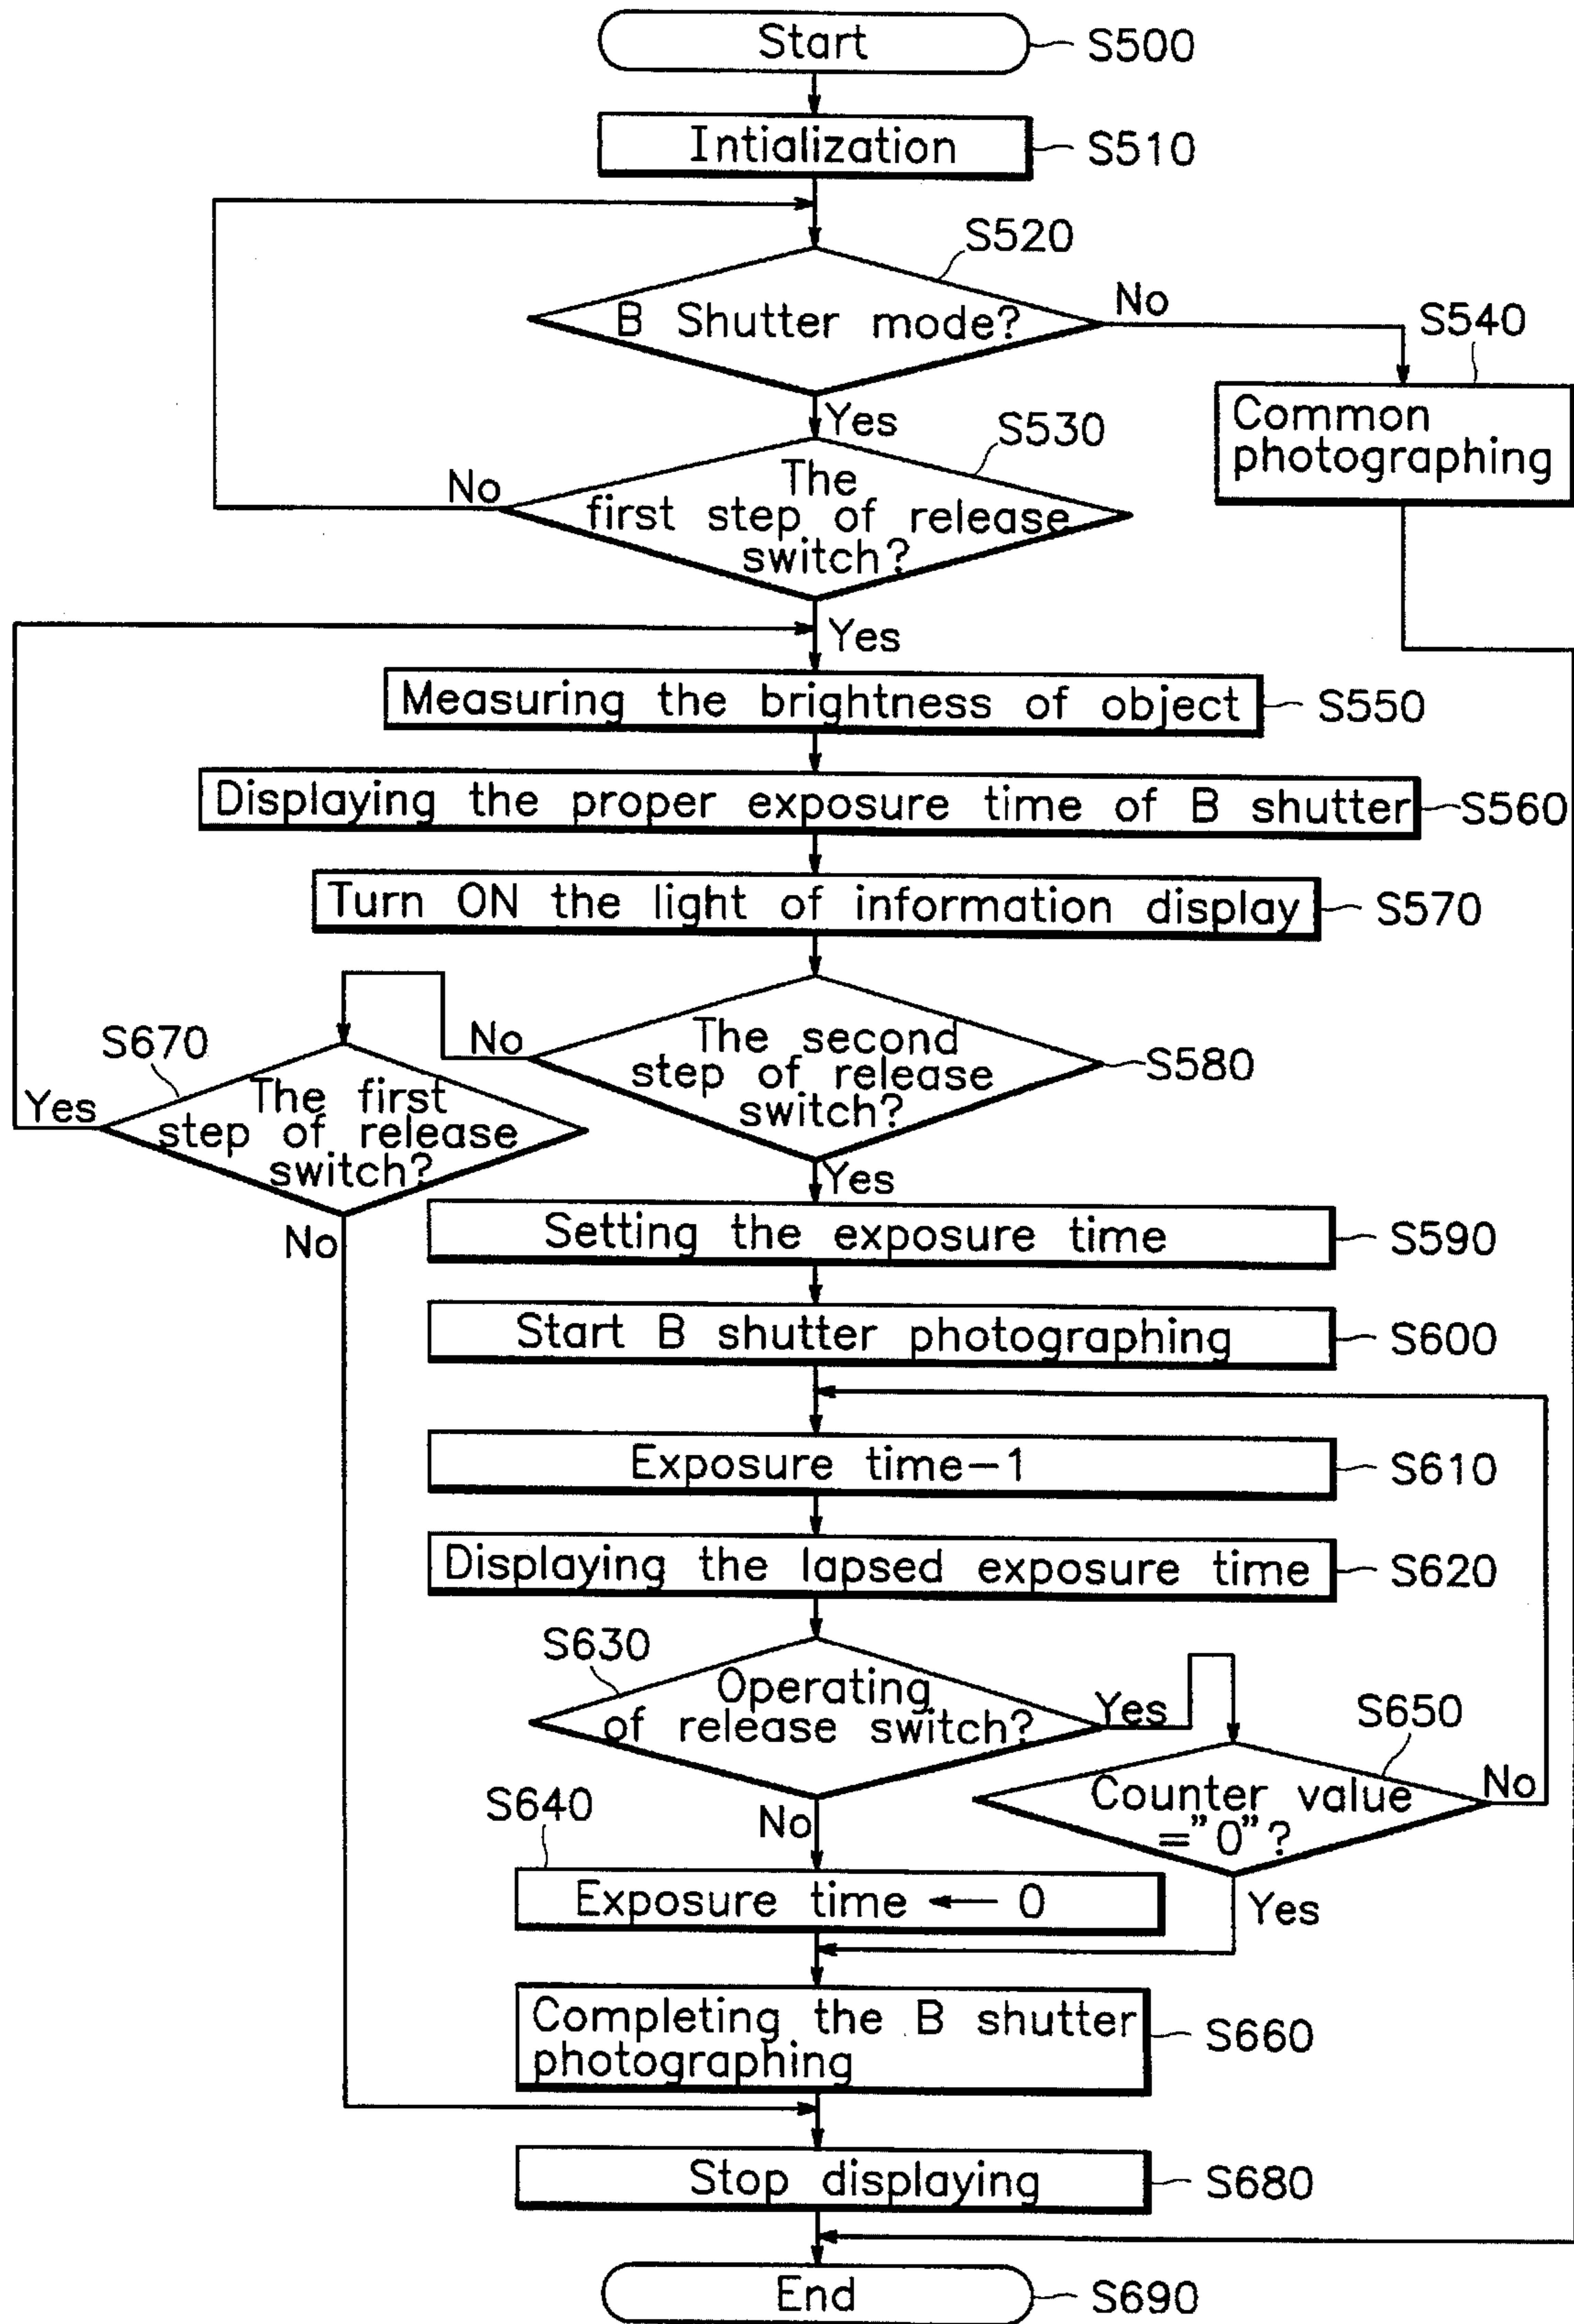 Start
S500
Intialization
S510
S520
B Shutter mode?
No
S540
Common
photographing
Yes
S530
The
first step of release
switch?
No
Yes
Measuring the brightness of object
S550
Displaying the proper exposure time of B shutter
S560
Turn ON the light of information display
S570
The second
step of release
switch?
S580
No
S670
The first
step of release
switch?
Yes
No
Yes
Setting the exposure time
S590
Start B shutter photographing
S600
Exposure time-1
S610
Displaying the lapsed exposure time
S620
S630
Operating
of release switch?
Yes
S650
Counter value
="0"?
No
No
S640
Exposure time ← 0
Yes
Completing the B shutter
photographing
S660
Stop displaying
S680
End
S690